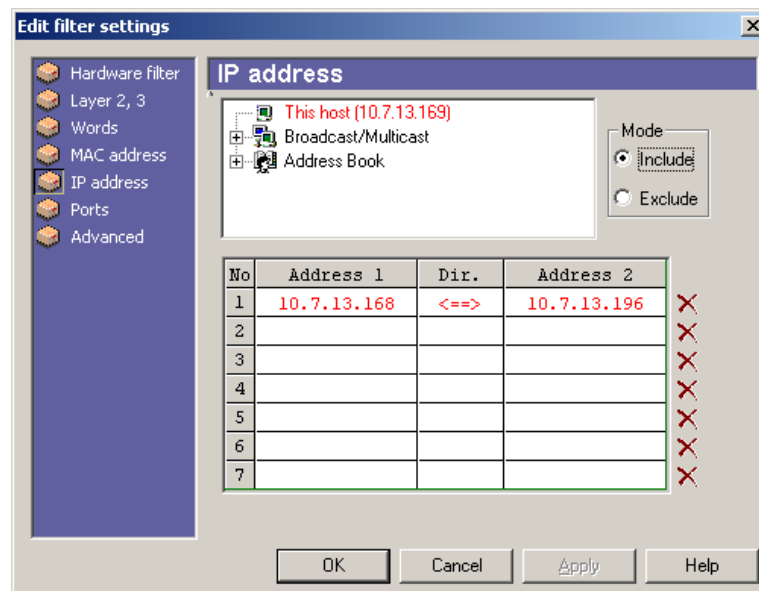 Edit filter settings
Hardware filter
Layer 2, 3
Words
MAC address
IP address
Ports
Advanced
IP address
This host (10.7.13.169)
Broadcast/Multicast
Address Book
Mode
Include
Exclude
No Address 1 Dir. Address 2
1 10.7.13.168 <==> 10.7.13.196
2
3
4
5
6
7
OK Cancel Apply Help